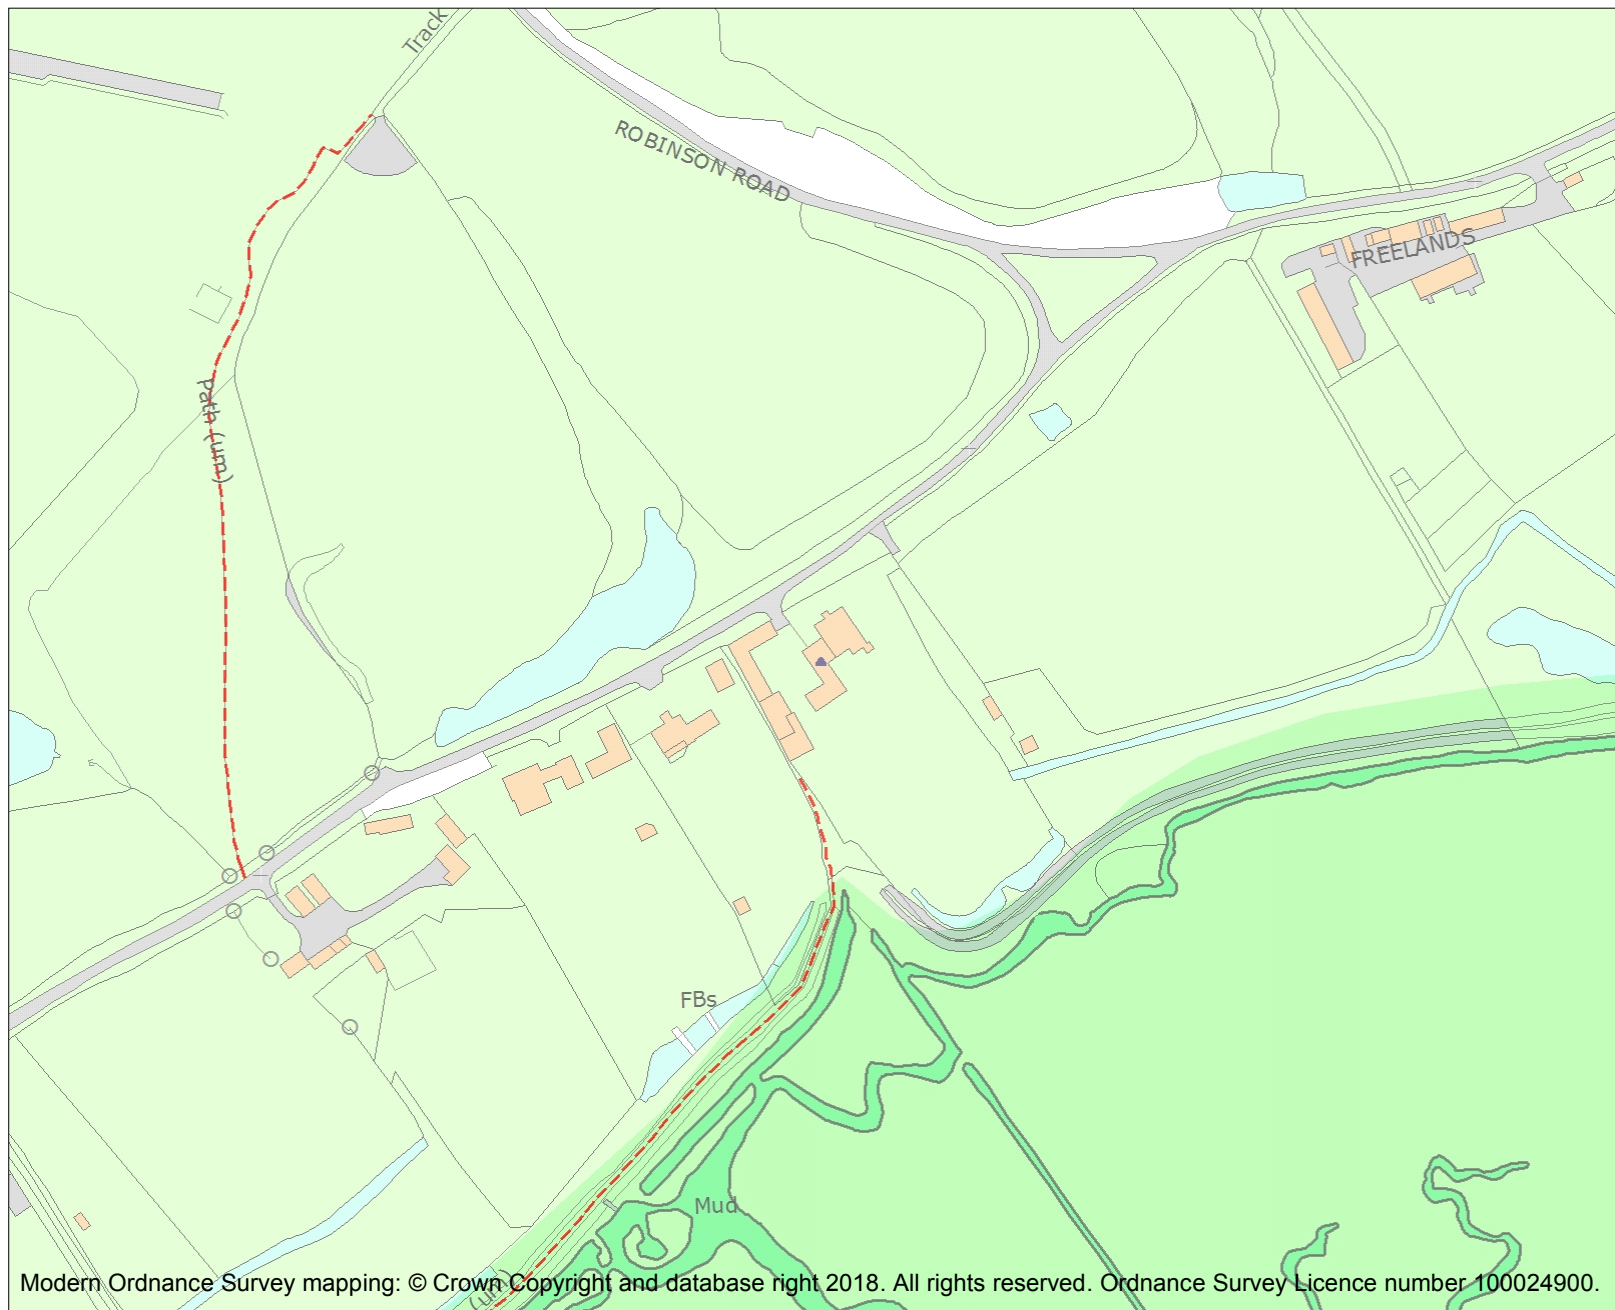 Track
ROBINSON ROAD
FREELANDS
Path (um)
FBs
Mud
(um)
Modern Ordnance Survey mapping: © Crown Copyright and database right 2018. All rights reserved. Ordnance Survey Licence number 100024900.